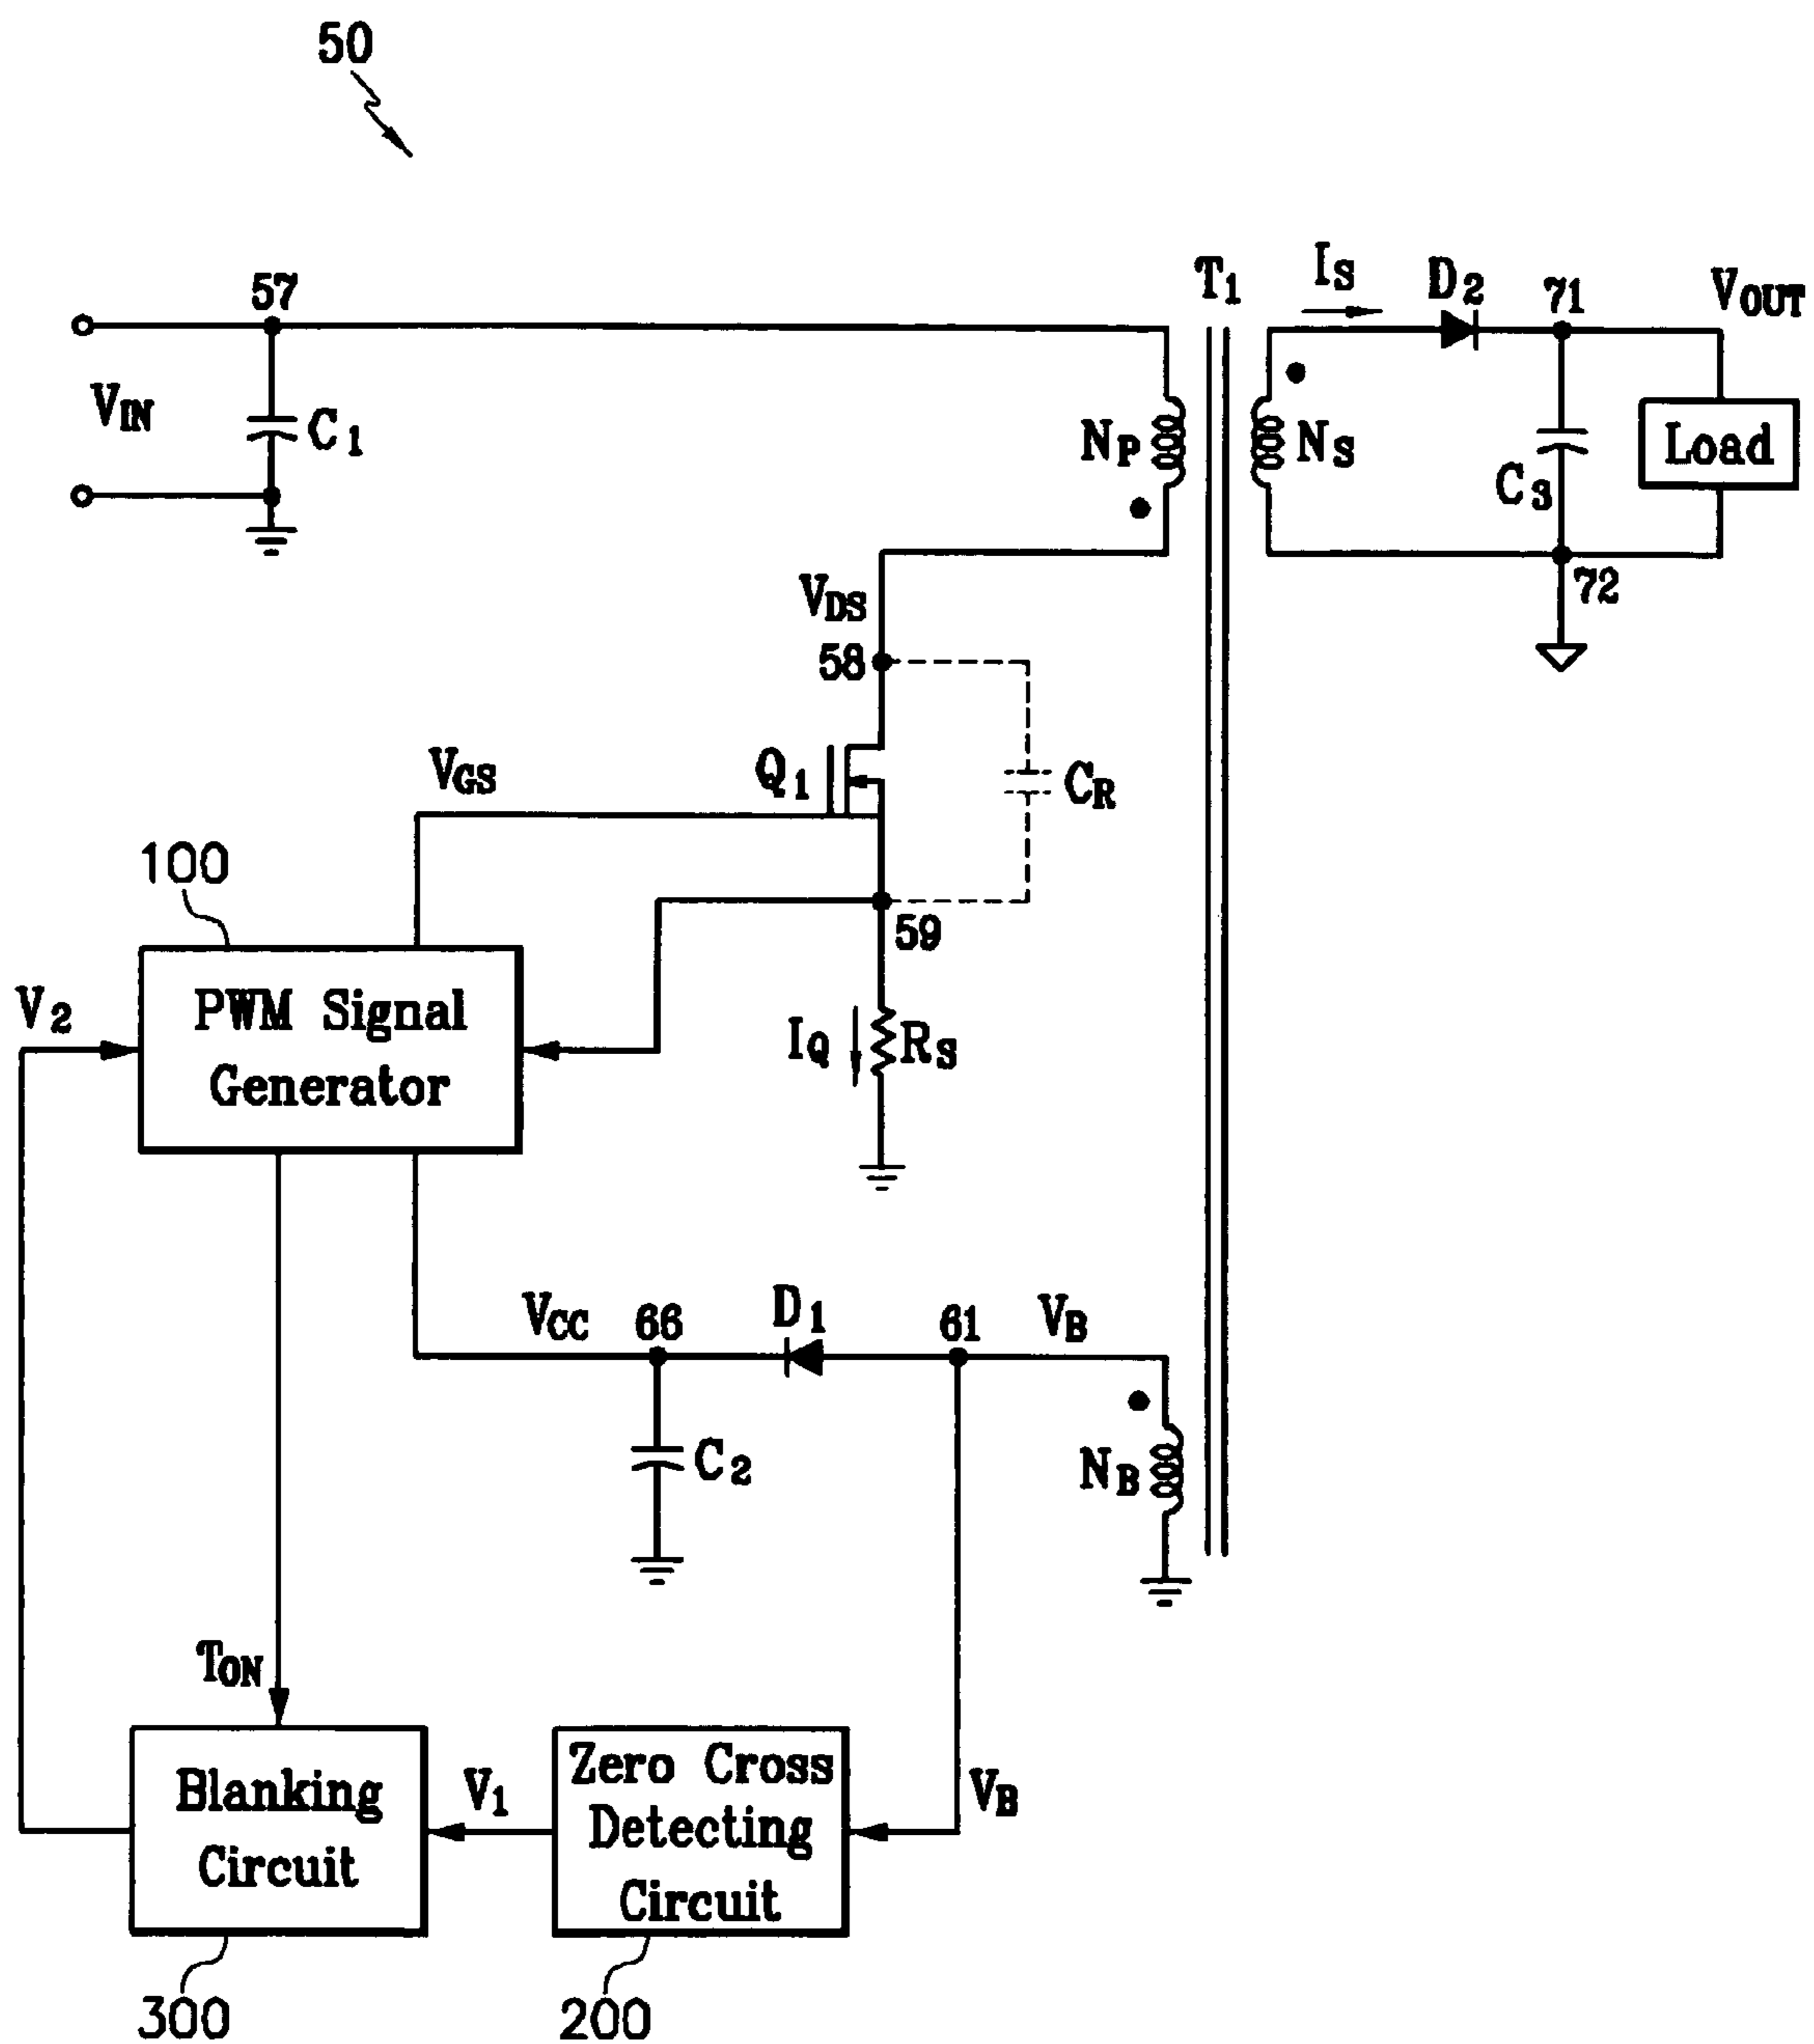 50
57
T1
IS
D2
71
VOUT
VIN
C1
NP
NS
C3
Load
72
VDS
58
VGS
Q1
CR
100
59
V2
PWM Signal
Generator
IQ
RS
VCC
66
D1
61
VB
C2
NB
TON
Blanking
Circuit
V1
Zero Cross
Detecting
Circuit
VB
300
200